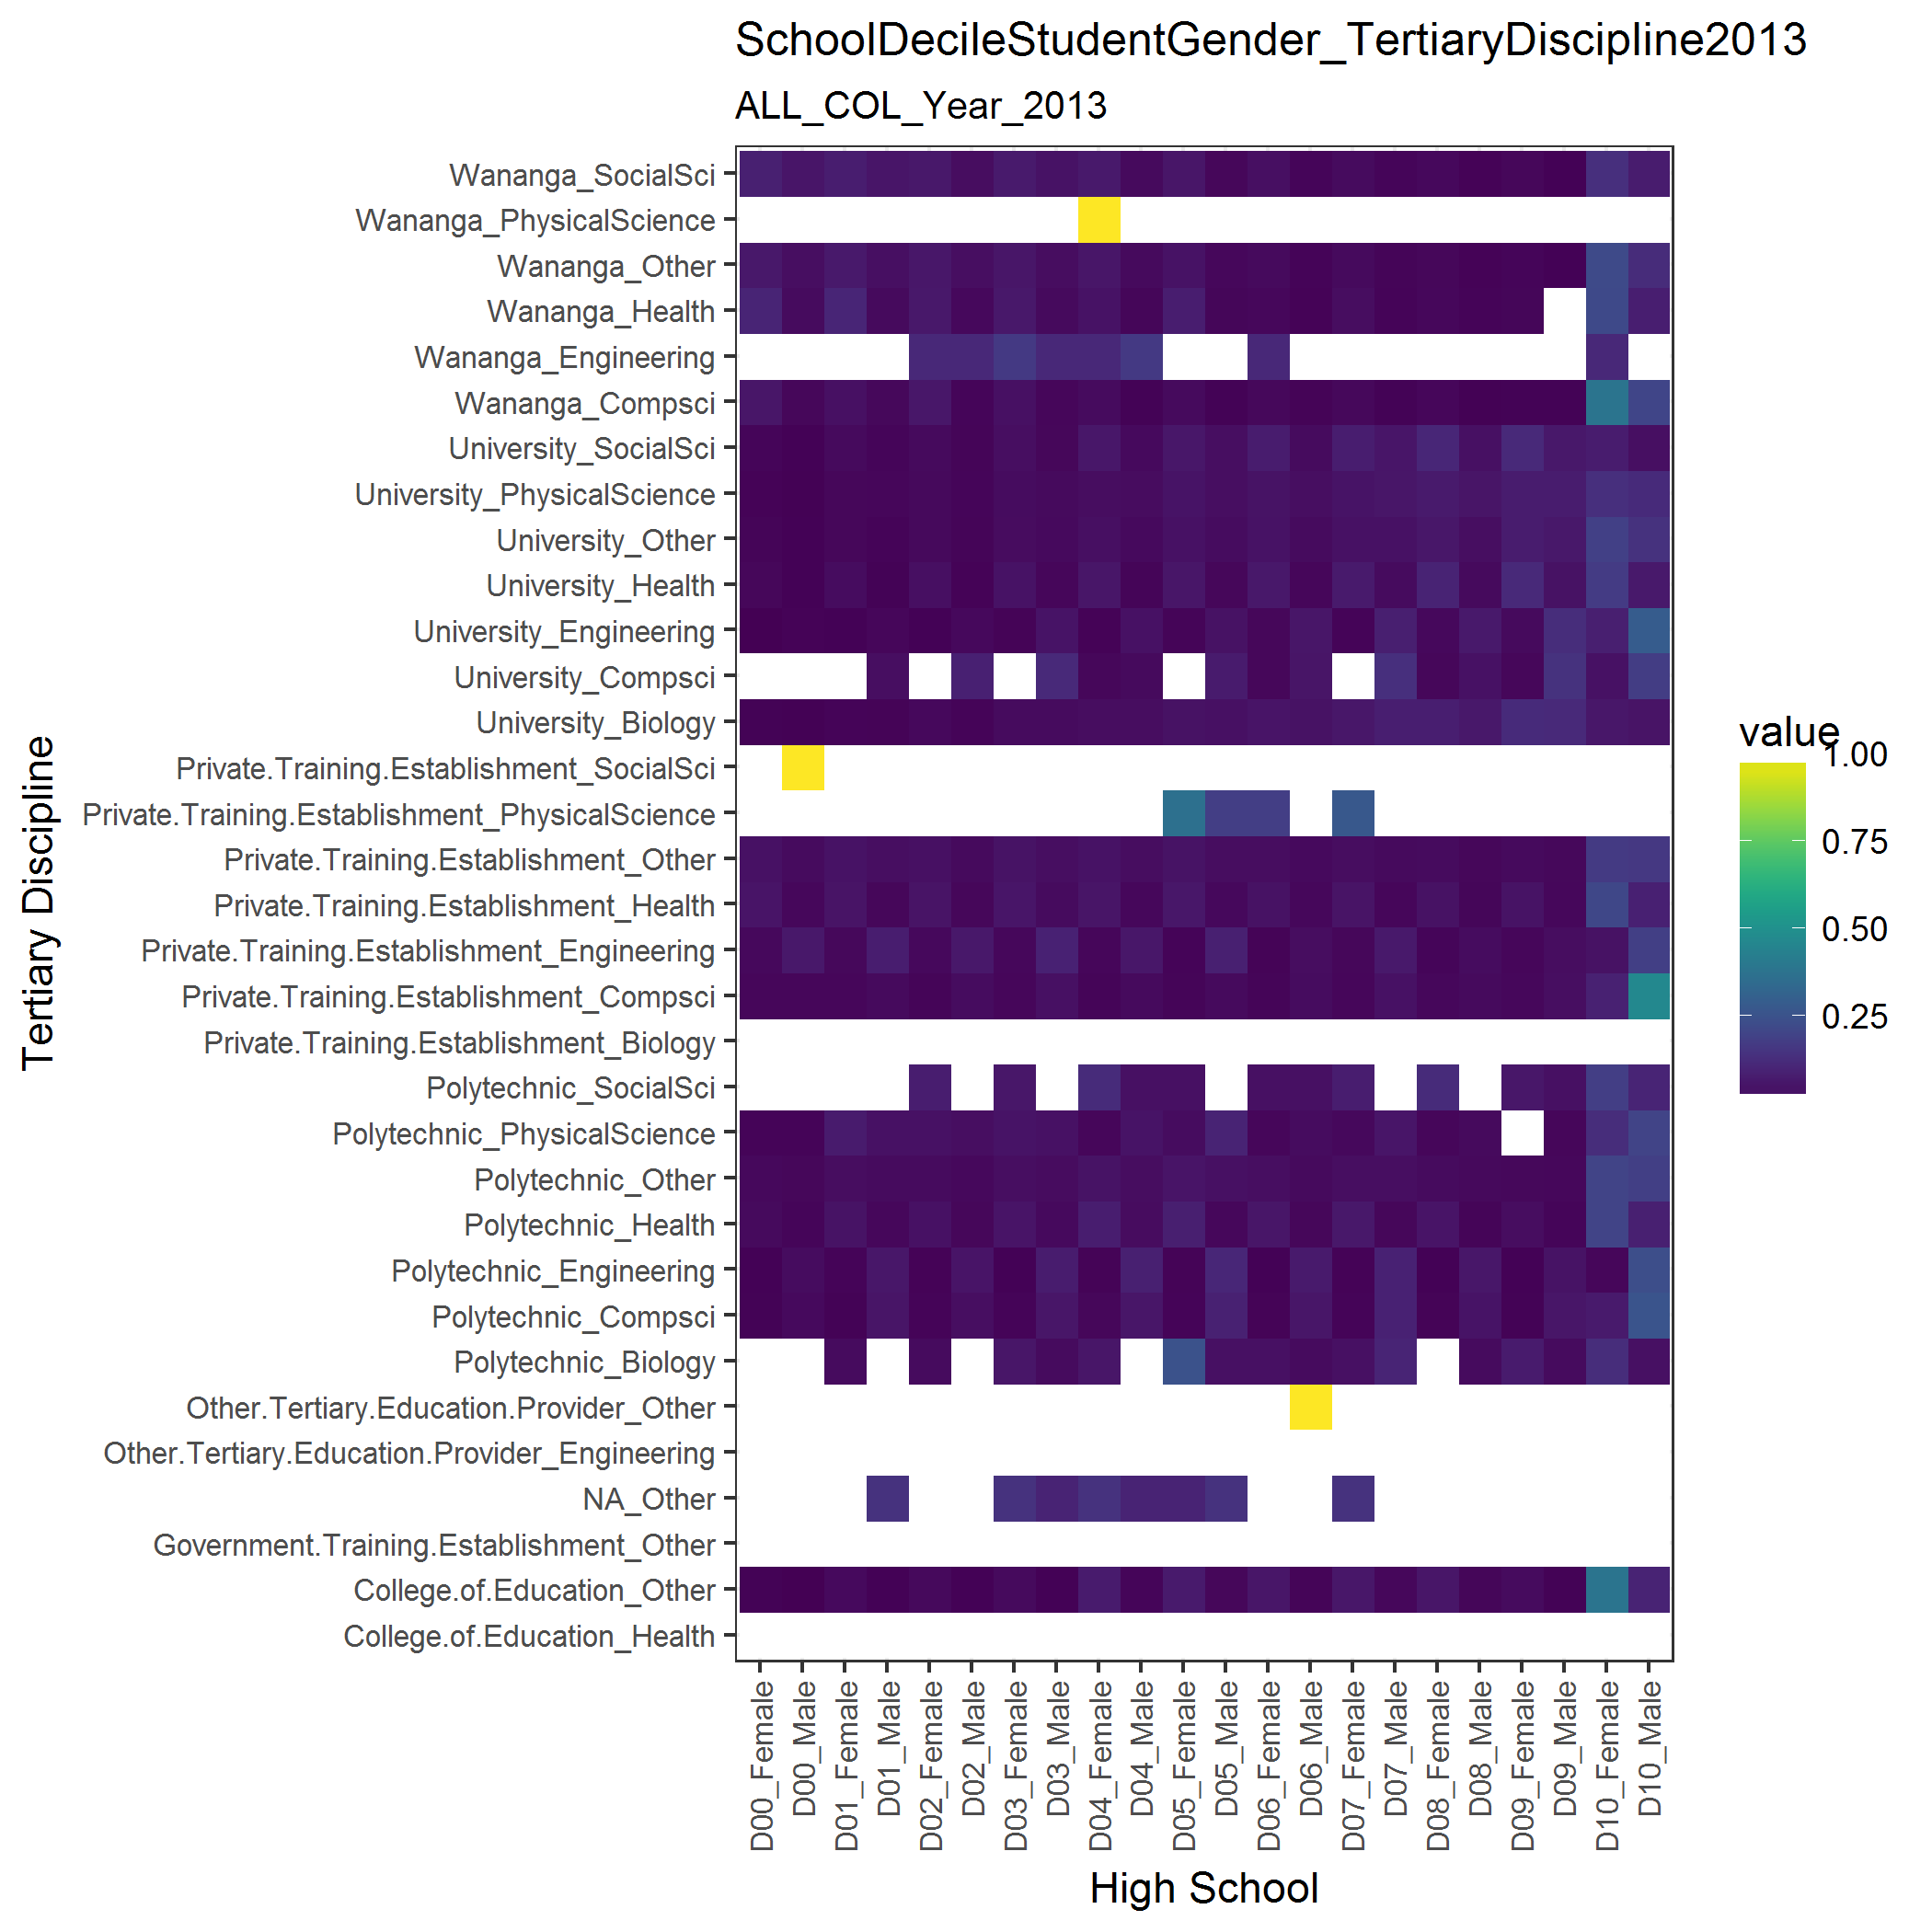 SchoolDecileStudentGender_TertiaryDiscipline2013
ALL_COL_Year_2013
Tertiary Discipline
Wananga_SocialSci
Wananga_PhysicalScience
Wananga_Other
Wananga_Health
Wananga_Engineering
Wananga_Compsci
University_SocialSci
University_PhysicalScience
University_Other
University_Health
University_Engineering
University_Compsci
University_Biology
Private.Training.Establishment_SocialSci
Private.Training.Establishment_PhysicalScience
Private.Training.Establishment_Other
Private.Training.Establishment_Health
Private.Training.Establishment_Engineering
Private.Training.Establishment_Compsci
Private.Training.Establishment_Biology
Polytechnic_SocialSci
Polytechnic_PhysicalScience
Polytechnic_Other
Polytechnic_Health
Polytechnic_Engineering
Polytechnic_Compsci
Polytechnic_Biology
Other.Tertiary.Education.Provider_Other
Other.Tertiary.Education.Provider_Engineering
NA_Other
Government.Training.Establishment_Other
College.of.Education_Other
College.of.Education_Health
D00_Female
D00_Male
D01_Female
D01_Male
D02_Female
D02_Male
D03_Female
D03_Male
D04_Female
D04_Male
D05_Female
D05_Male
D06_Female
D06_Male
D07_Female
D07_Male
D08_Female
D08_Male
D09_Female
D09_Male
D10_Female
D10_Male
High School
value
1.00
0.75
0.50
0.25